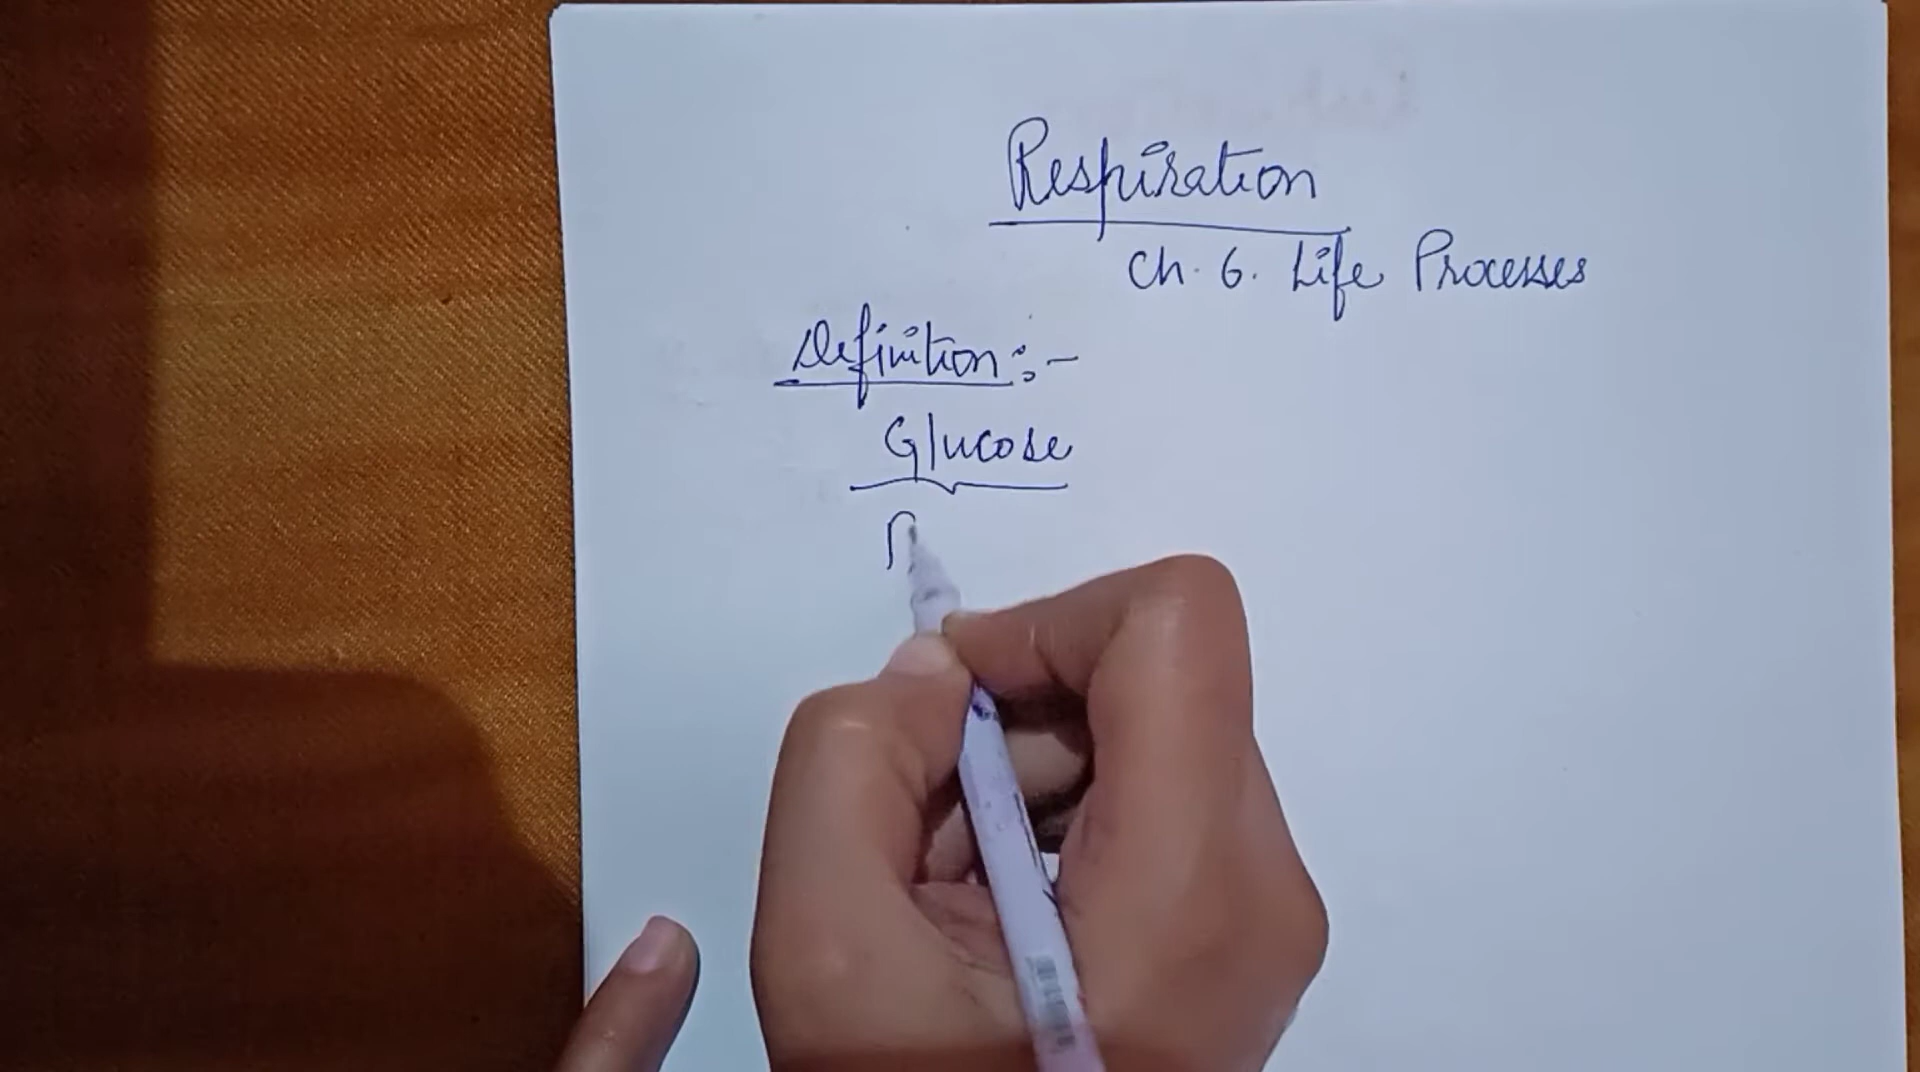 Respiration
Ch. 6. Life Processes
Definition :-
Glucose